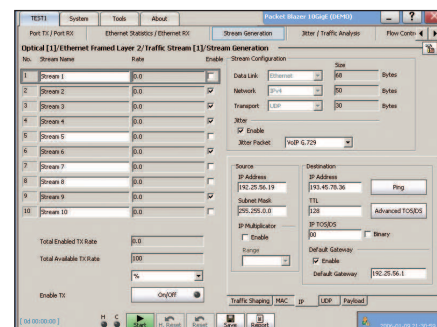 TEST1 System Tools About Packet Blazer 10GigE (DEMO) ?
Port TX / Port RX Ethernet Statistics / Ethernet RX Stream Generation Jitter / Traffic Analysis Flow Contr
Optical [1]/Ethernet Framed Layer 2/Traffic Stream [1]/Stream Generation
No. Stream Name Rate Enable
1 Stream 1 0.0
2 Stream 2 0.0
3 Stream 3 0.0
4 Stream 4 0.0
5 Stream 5 0.0
6 Stream 6 0.0
7 Stream 7 0.0
8 Stream 8 0.0
9 Stream 9 0.0
10 Stream 10 0.0
Total Enabled TX Rate 0.0
Total Available TX Rate 100
%
Enable TX On/Off
Stream Configuration
Size
Data Link Ethernet 68 Bytes
Network IPv4 50 Bytes
Transport UDP 30 Bytes
Jitter
Enable
Jitter Packet VoIP G.729
Source
IP Address
192.25.56.19
Subnet Mask
255.255.0.0
IP Multiplicator
Enable
Range
Destination
IP Address
193.45.78.36 Ping
TTL
128 Advanced TOS/DS
IP TOS/DS
00 Binary
Default Gateway
Enable
Default Gateway 192.25.56.1
Traffic Shaping MAC IP UDP Payload
[ 0d 00:00:00 ] H C Start H. Reset Reset Save Report